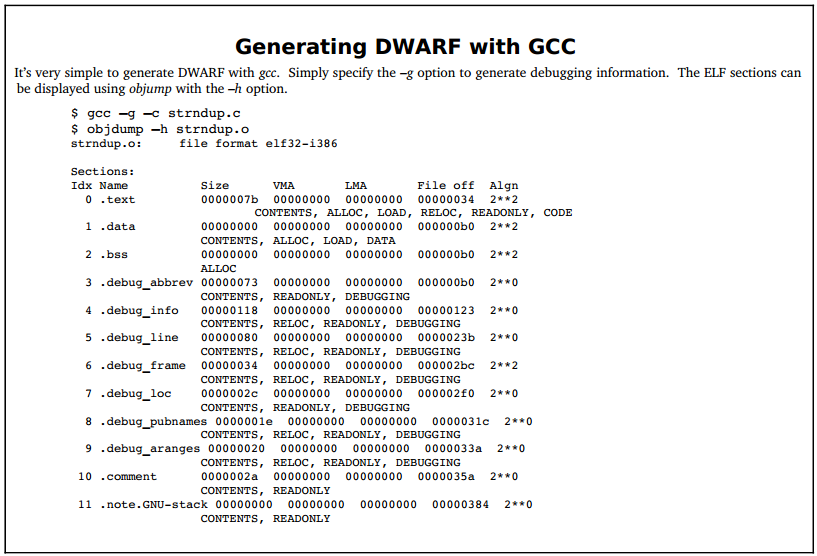 Generating DWARF with GCC
It’s very simple to generate DWARF with gcc. Simply specify the –g option to generate debugging information. The ELF sections can
be displayed using objump with the –h option.
$ gcc –g –c strndup.c
$ objdump –h strndup.o
strndup.o: file format elf32-i386
Sections:
Idx Name Size VMA LMA File off Algn
0 .text 0000007b 00000000 00000000 00000034 2**2
CONTENTS, ALLOC, LOAD, RELOC, READONLY, CODE
1 .data 00000000 00000000 00000000 000000b0 2**2
CONTENTS, ALLOC, LOAD, DATA
2 .bss 00000000 00000000 00000000 000000b0 2**2
ALLOC
3 .debug_abbrev 00000073 00000000 00000000 000000b0 2**0
CONTENTS, READONLY, DEBUGGING
4 .debug_info 00000118 00000000 00000000 00000123 2**0
CONTENTS, RELOC, READONLY, DEBUGGING
5 .debug_line 00000080 00000000 00000000 0000023b 2**0
CONTENTS, RELOC, READONLY, DEBUGGING
6 .debug_frame 00000034 00000000 00000000 000002bc 2**2
CONTENTS, RELOC, READONLY, DEBUGGING
7 .debug_loc 0000002c 00000000 00000000 000002f0 2**0
CONTENTS, READONLY, DEBUGGING
8 .debug_pubnames 0000001e 00000000 00000000 0000031c 2**0
CONTENTS, RELOC, READONLY, DEBUGGING
9 .debug_aranges 00000020 00000000 00000000 0000033a 2**0
CONTENTS, RELOC, READONLY, DEBUGGING
10 .comment 0000002a 00000000 00000000 0000035a 2**0
CONTENTS, READONLY
11 .note.GNU-stack 00000000 00000000 00000000 00000384 2**0
CONTENTS, READONLY